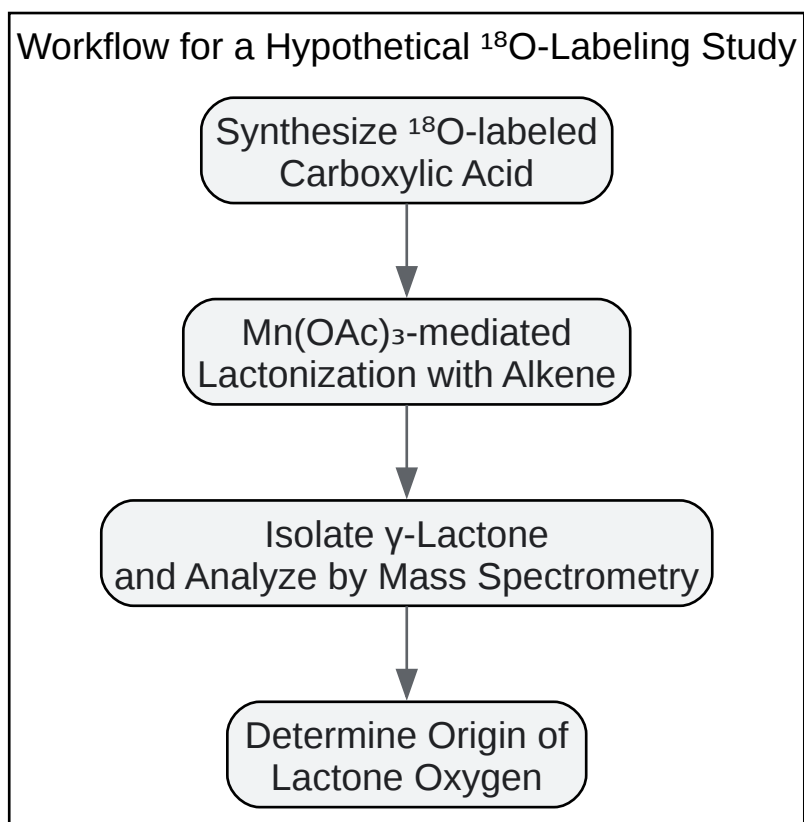 Workflow for a Hypothetical ¹⁸O-Labeling Study
Synthesize ¹⁸O-labeled
Carboxylic Acid
Mn(OAc)₃-mediated
Lactonization with Alkene
Isolate γ-Lactone
and Analyze by Mass Spectrometry
Determine Origin of
Lactone Oxygen